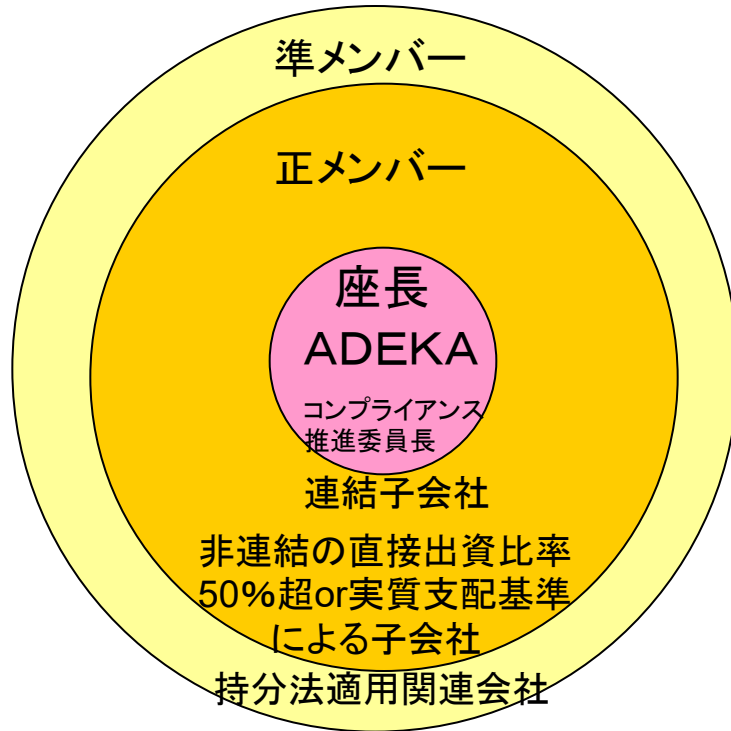 準メンバー
正メンバー
座長
ADEKA
コンプライアンス
推進委員長
連結子会社
非連結の直接出資比率
50%超or実質支配基準
による子会社
持分法適用関連会社